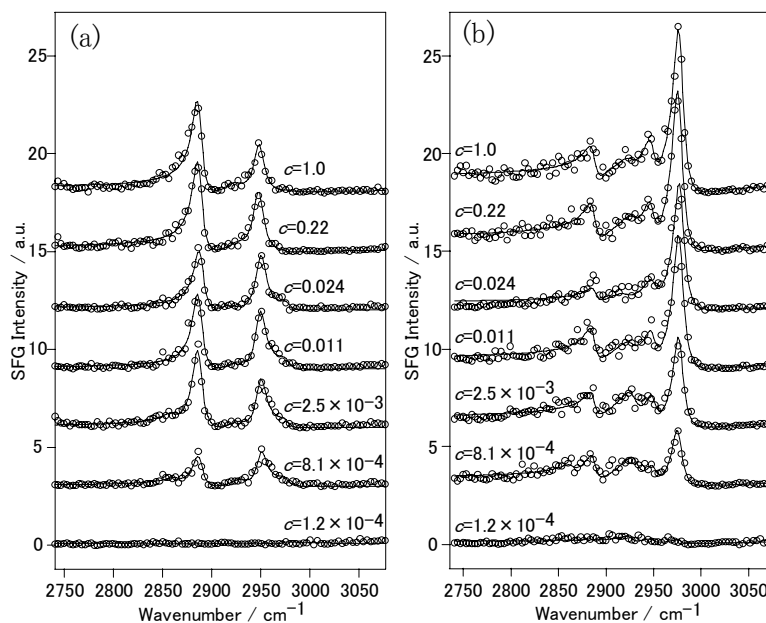 (a)
25
20
15
10
5
0
SFG Intensity / a.u.
c=1.0
c=0.22
c=0.024
c=0.011
c=2.5 × 10⁻³
c=8.1 × 10⁻⁴
c=1.2 × 10⁻⁴
2750 2800 2850 2900 2950 3000 3050
Wavenumber / cm⁻¹
(b)
25
20
15
10
5
0
SFG Intensity / a.u.
c=1.0
c=0.22
c=0.024
c=0.011
c=2.5 × 10⁻³
c=8.1 × 10⁻⁴
c=1.2 × 10⁻⁴
2750 2800 2850 2900 2950 3000 3050
Wavenumber / cm⁻¹